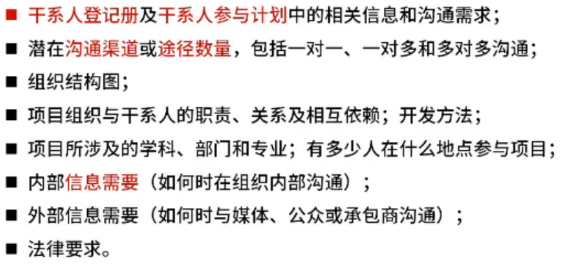 ■ 干系人登记册及干系人参与计划中的相关信息和沟通需求；
■ 潜在沟通渠道或途径数量，包括一对一、一对多和多对多沟通；
■ 组织结构图；
■ 项目组织与干系人的职责、关系及相互依赖；开发方法；
■ 项目所涉及的学科、部门和专业；有多少人在什么地点参与项目；
■ 内部信息需要（如何时在组织内部沟通）；
■ 外部信息需要（如何时与媒体、公众或承包商沟通）；
■ 法律要求。